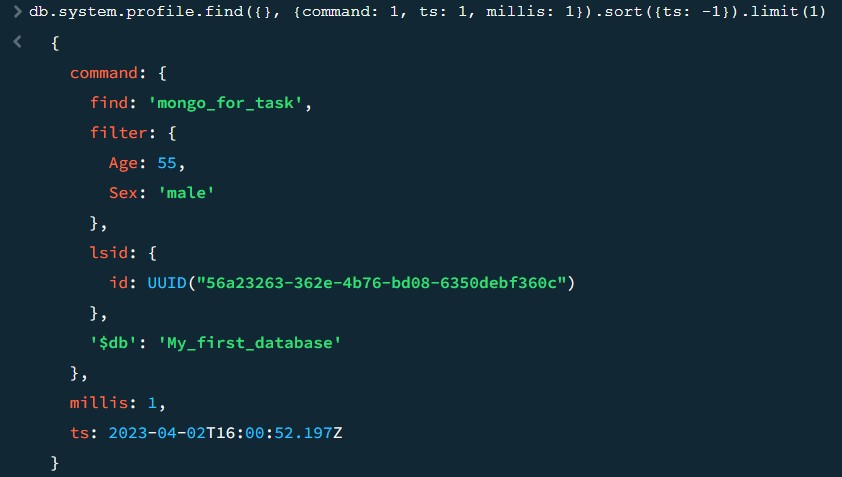 > db.system.profile.find({}, {command: 1, ts: 1, millis: 1}).sort({ts: -1}).limit(1)
< {
command: {
find: 'mongo_for_task',
filter: {
Age: 55,
Sex: 'male'
},
lsid: {
id: UUID("56a23263-362e-4b76-bd08-6350debf360c")
},
'$db': 'My_first_database'
},
millis: 1,
ts: 2023-04-02T16:00:52.197Z
}